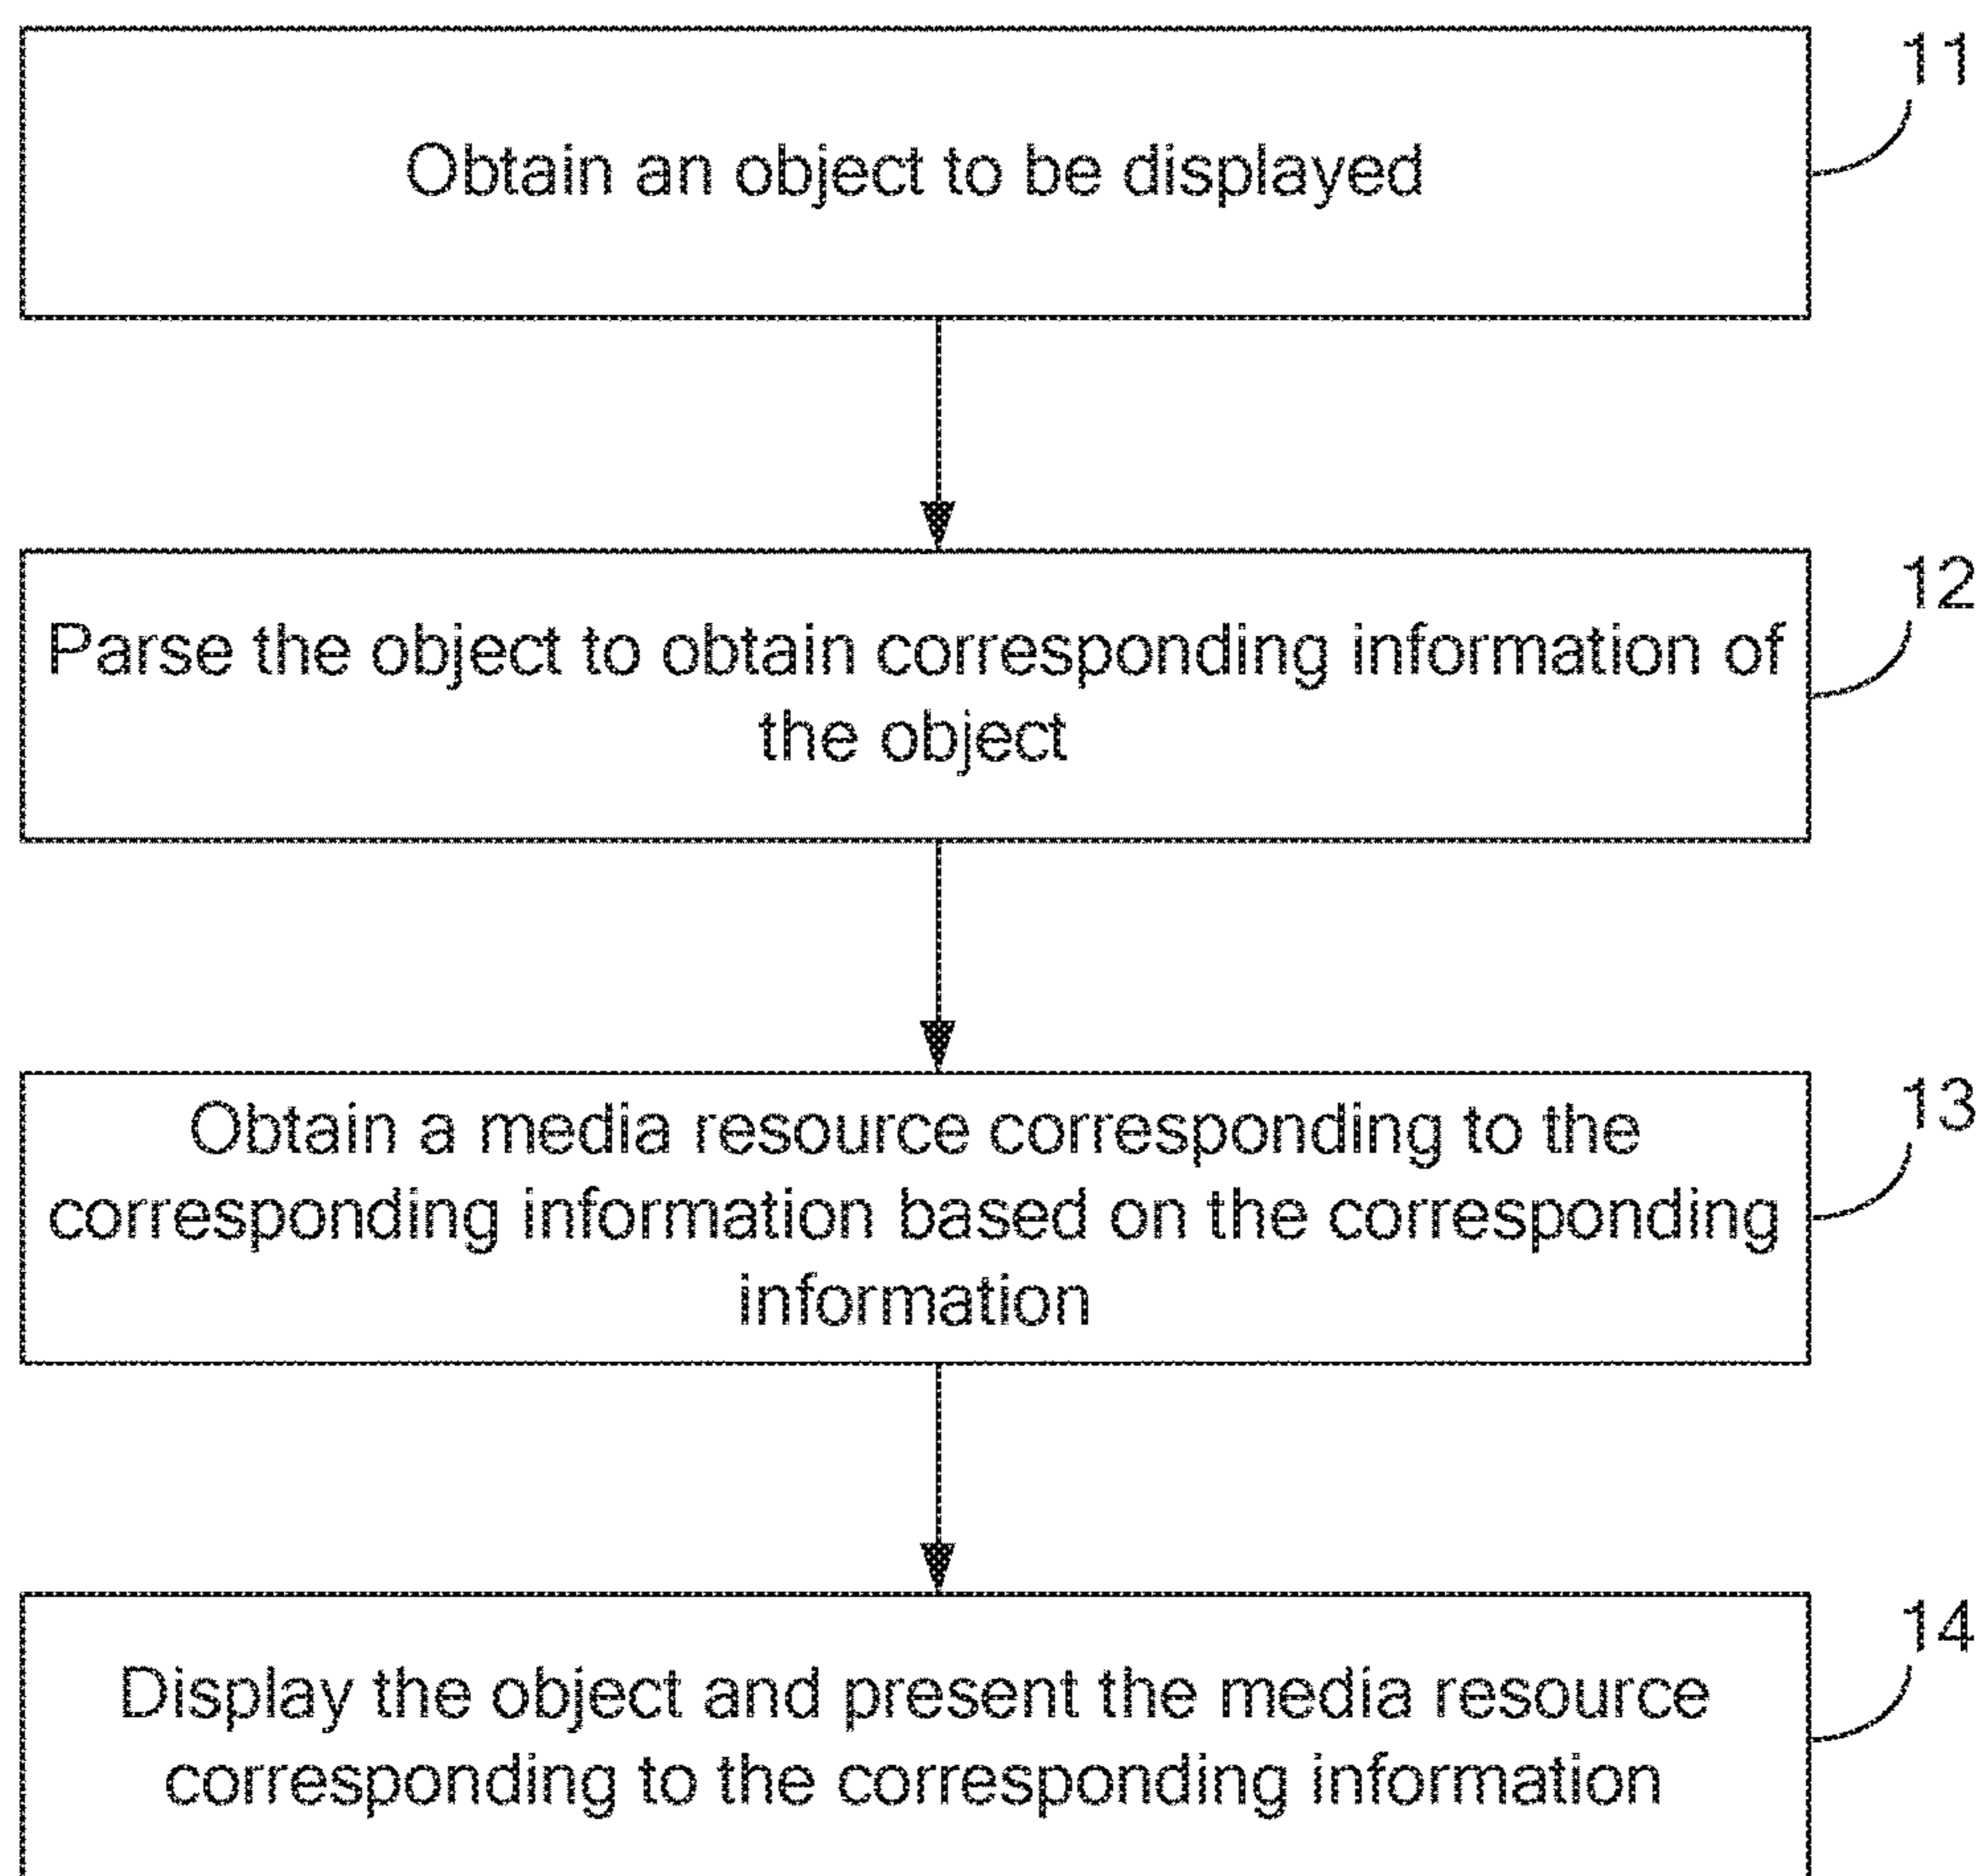 11
Obtain an object to be displayed
12
Parse the object to obtain corresponding information of
the object
13
Obtain a media resource corresponding to the
corresponding information based on the corresponding
information
14
Display the object and present the media resource
corresponding to the corresponding information